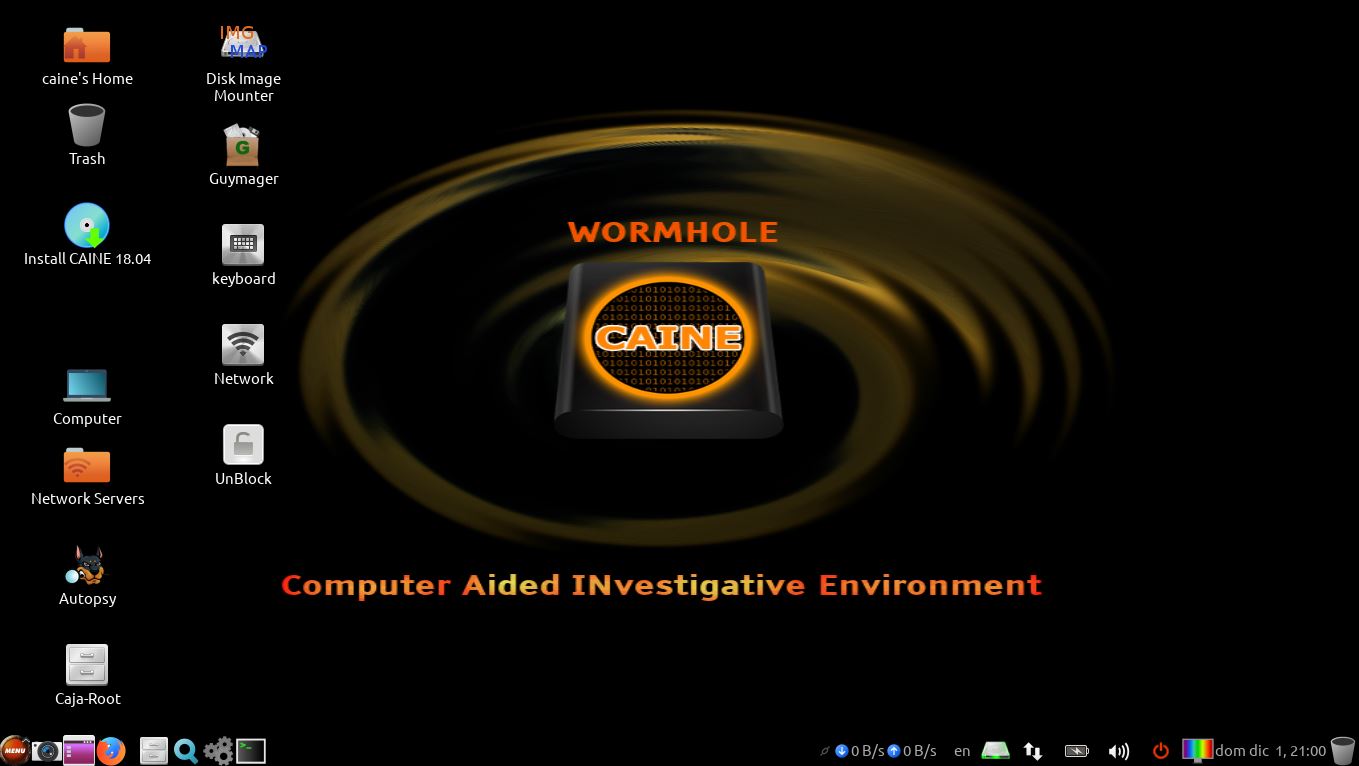 caine's Home
Trash
Install CAINE 18.04
Computer
Network Servers
Autopsy
Caja-Root
IMG
MAP
Disk Image
Mounter
G
Guymager
keyboard
Network
UnBlock
WORMHOLE
CAINE
Computer Aided INvestigative Environment
MENU
0 B/s 0 B/s en dom dic 1, 21:00